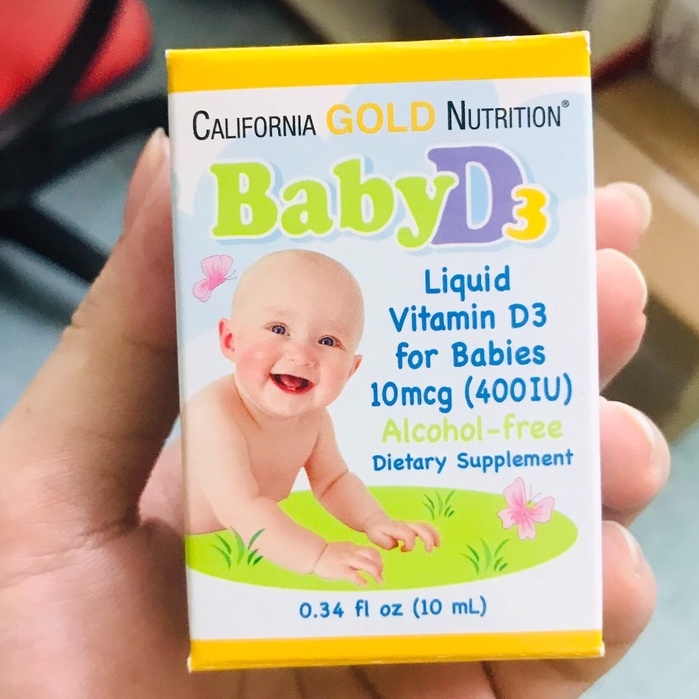 CALIFORNIA GOLD NUTRITION®
BabyD3
Liquid
Vitamin D3
for Babies
10mcg (400IU)
Alcohol-free
Dietary Supplement
0.34 fl oz (10 mL)